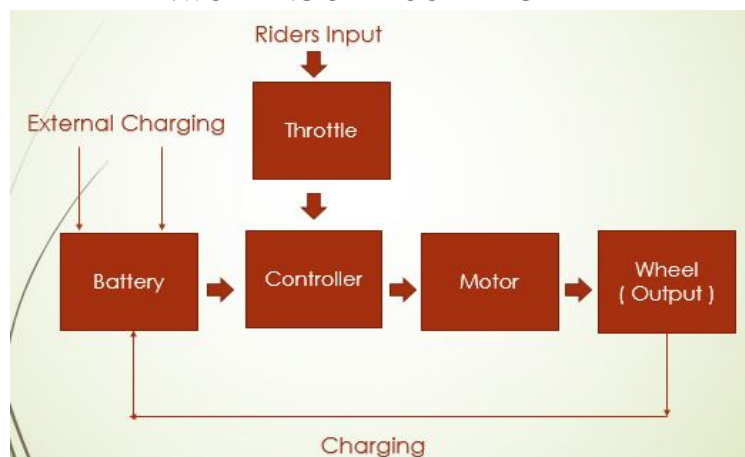 Riders Input
Throttle
External Charging
Battery
Controller
Motor
Wheel
( Output )
Charging